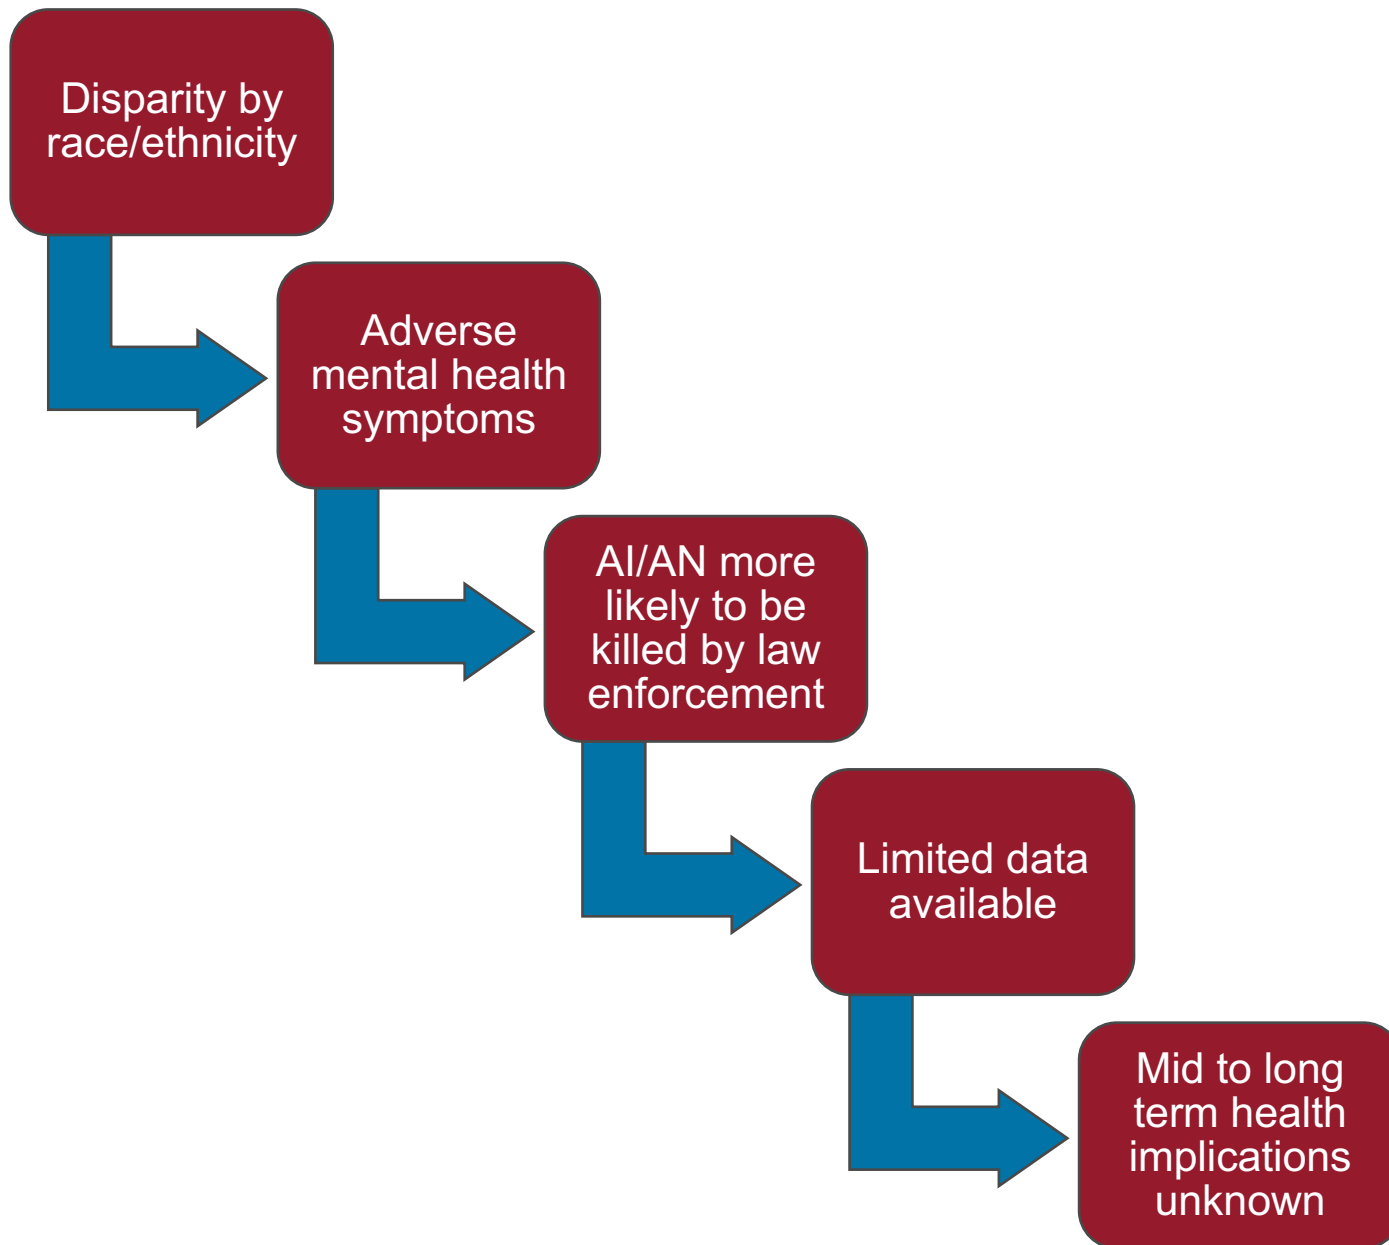 Disparity by
race/ethnicity
Adverse
mental health
symptoms
AI/AN more
likely to be
killed by law
enforcement
Limited data
available
Mid to long
term health
implications
unknown